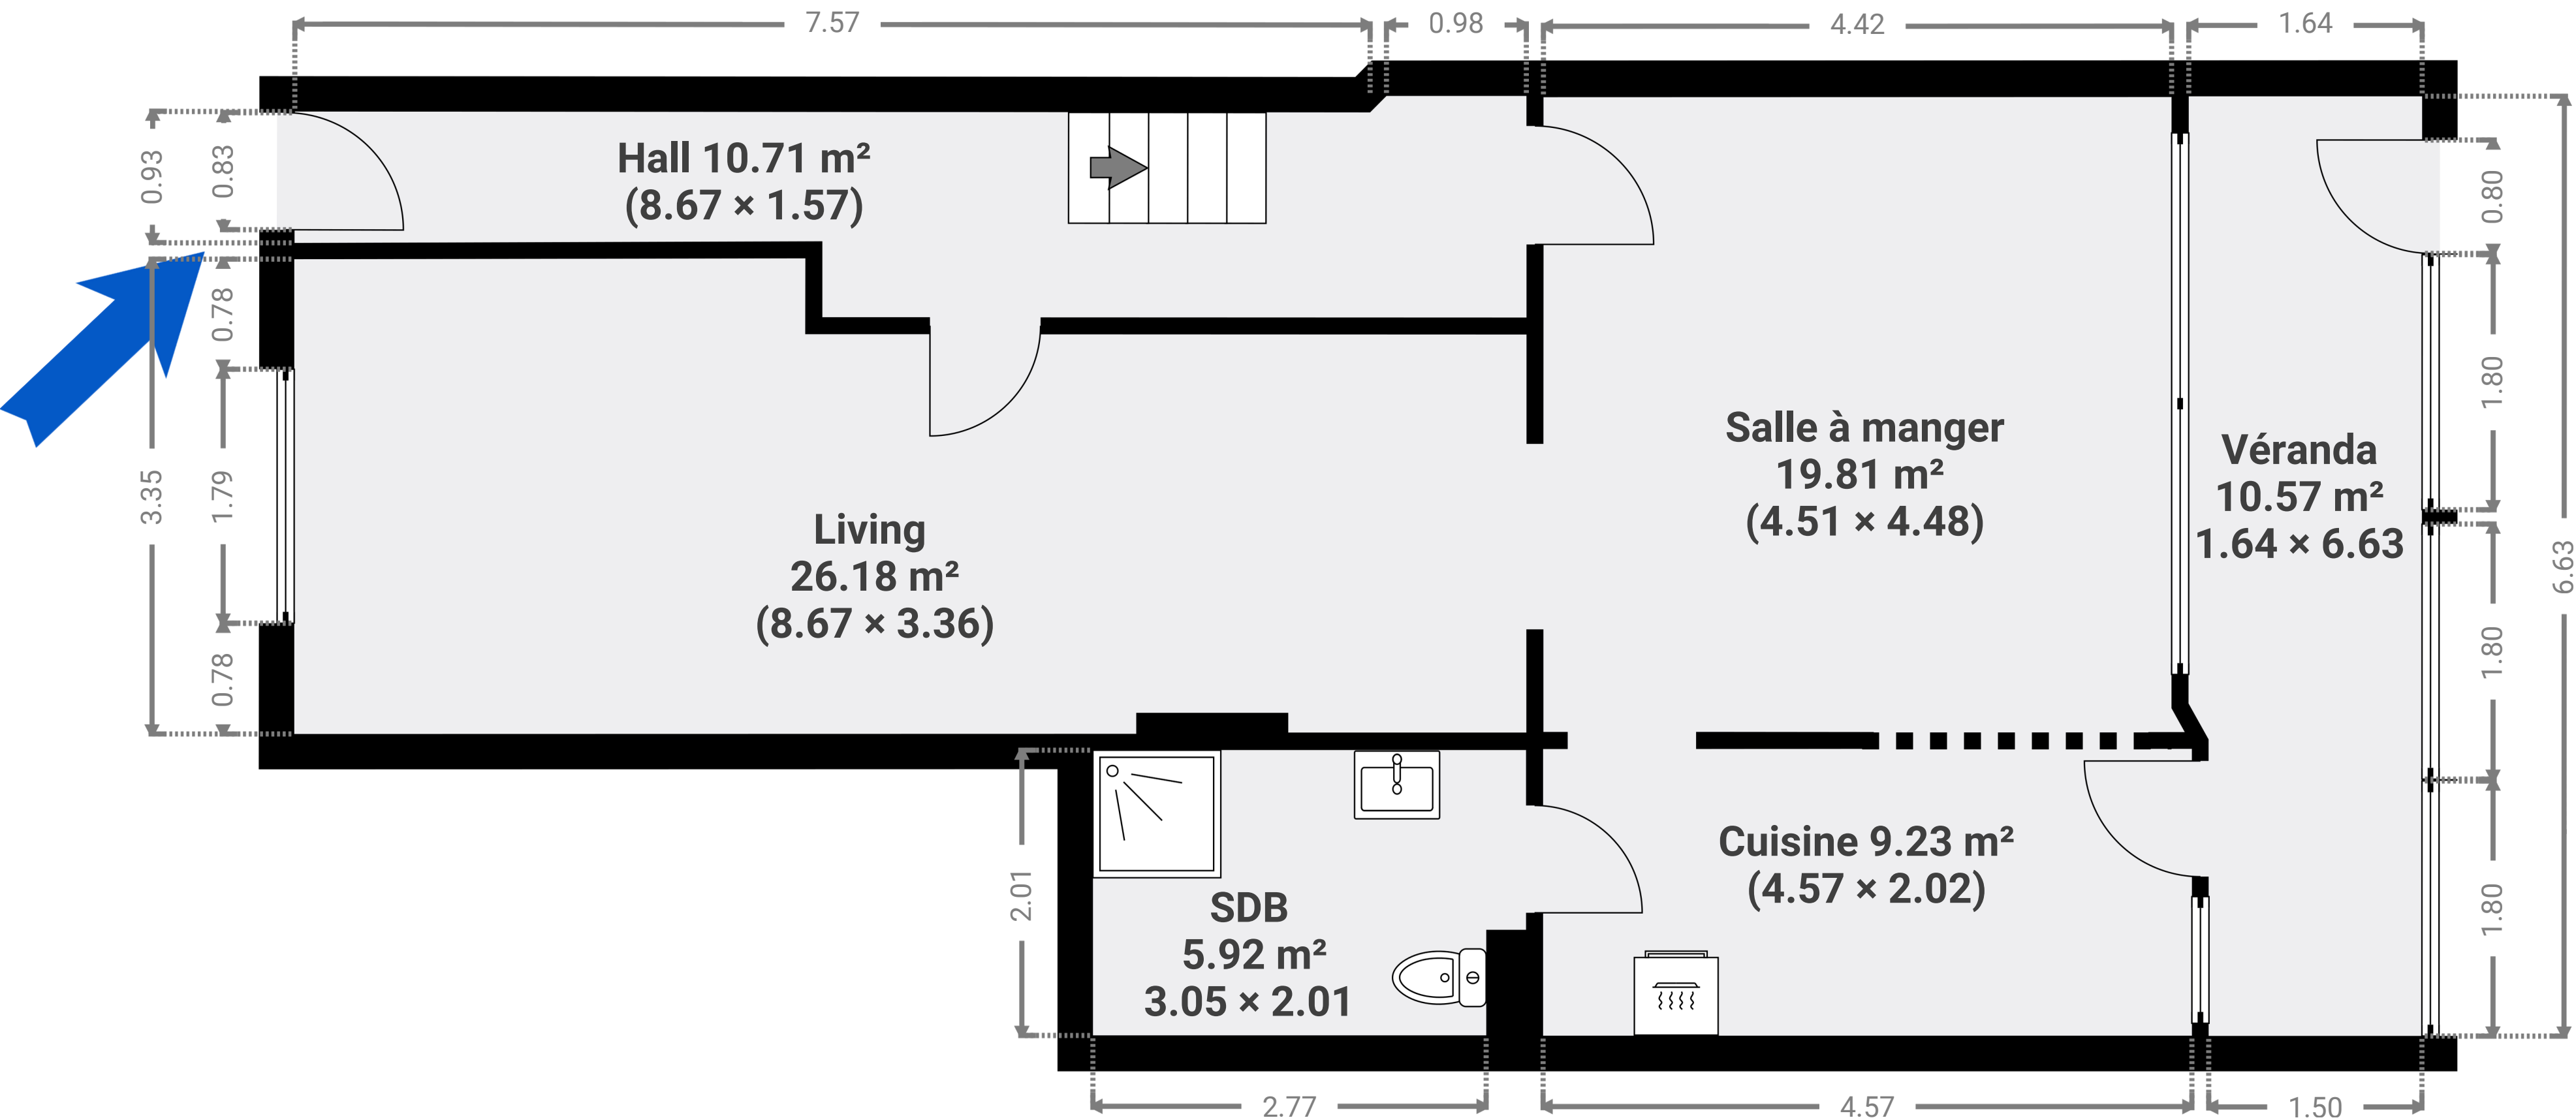 7.57
0.98
4.42
1.64
0.93
0.83
Hall 10.71 m²
(8.67 × 1.57)
0.80
0.78
3.35
1.79
0.78
Living
26.18 m²
(8.67 × 3.36)
Salle à manger
19.81 m²
(4.51 × 4.48)
Véranda
10.57 m²
1.64 × 6.63
1.80
1.80
1.80
6.63
2.01
SDB
5.92 m²
3.05 × 2.01
Cuisine 9.23 m²
(4.57 × 2.02)
2.77
4.57
1.50